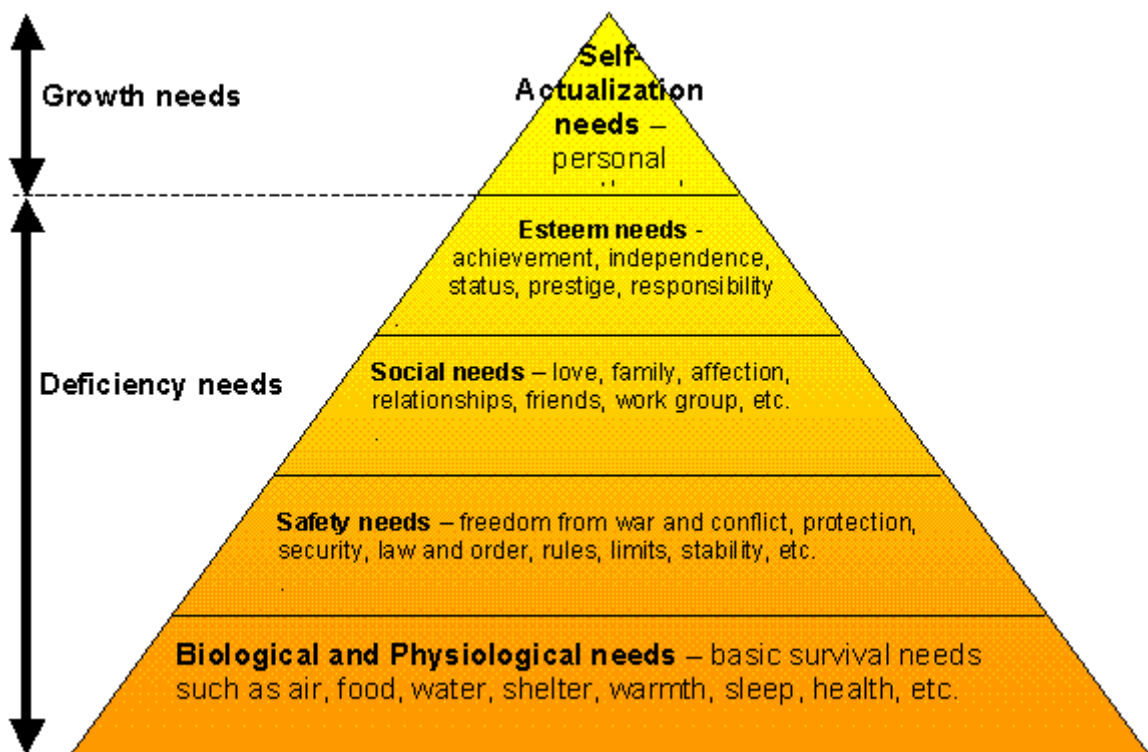 Self-
Actualization
needs –
personal
Growth needs
Esteem needs -
achievement, independence,
status, prestige, responsibility
Social needs – love, family, affection,
relationships, friends, work group, etc.
Deficiency needs
Safety needs – freedom from war and conflict, protection,
security, law and order, rules, limits, stability, etc.
Biological and Physiological needs – basic survival needs
such as air, food, water, shelter, warmth, sleep, health, etc.